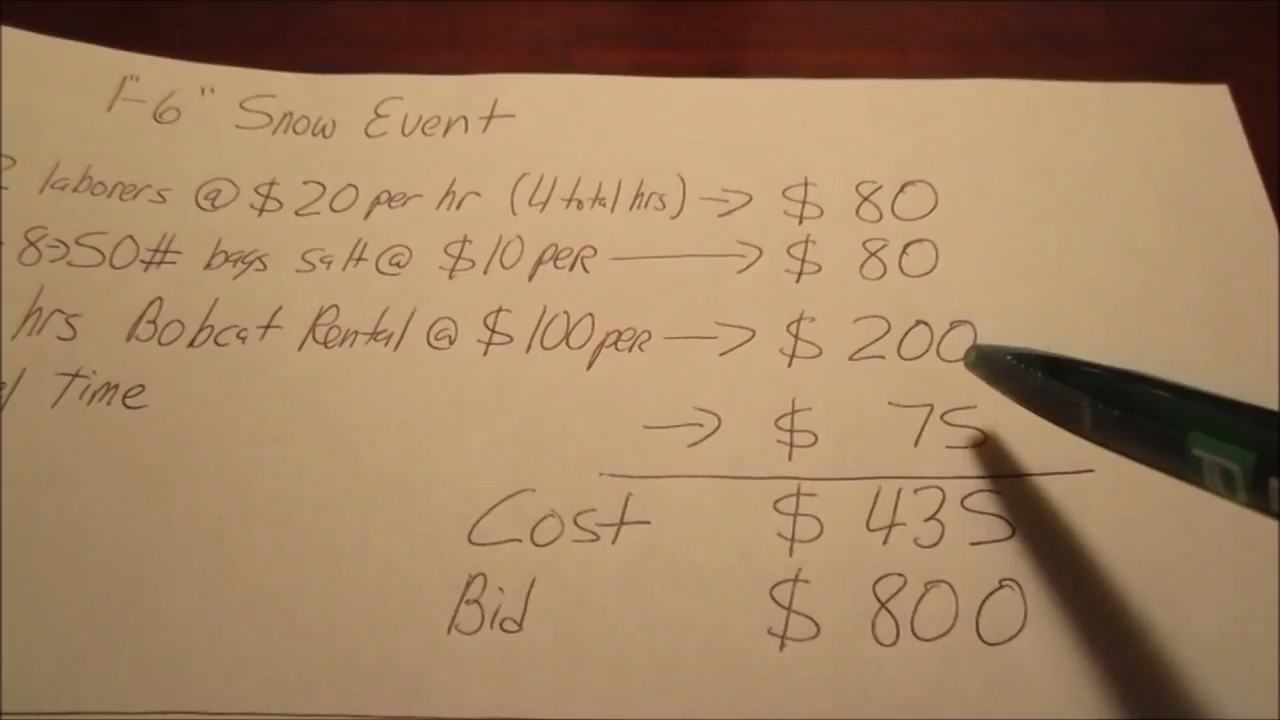 1"-6" Snow Event
2 laborers @ $20 per hr (4 total hrs) → $ 80
8→50# bags salt @ $10 per → $ 80
hrs Bobcat Rental @ $100 per → $ 200
Time
→ $ 75
Cost $ 435
Bid $ 800